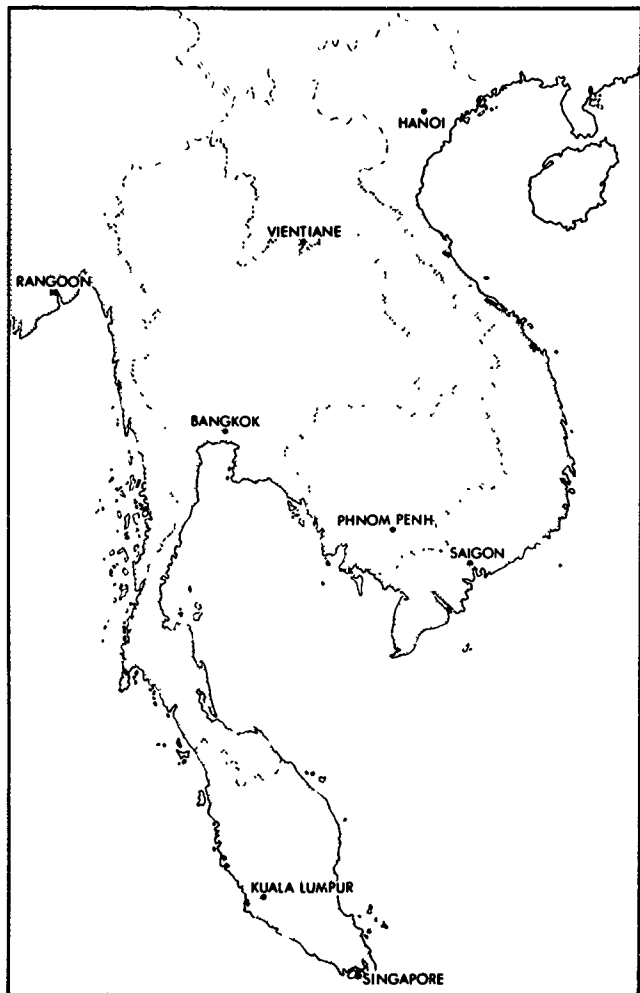 HANOI
VIENTIANE
RANGOON
BANGKOK
PHNOM PENH
SAIGON
KUALA LUMPUR
SINGAPORE